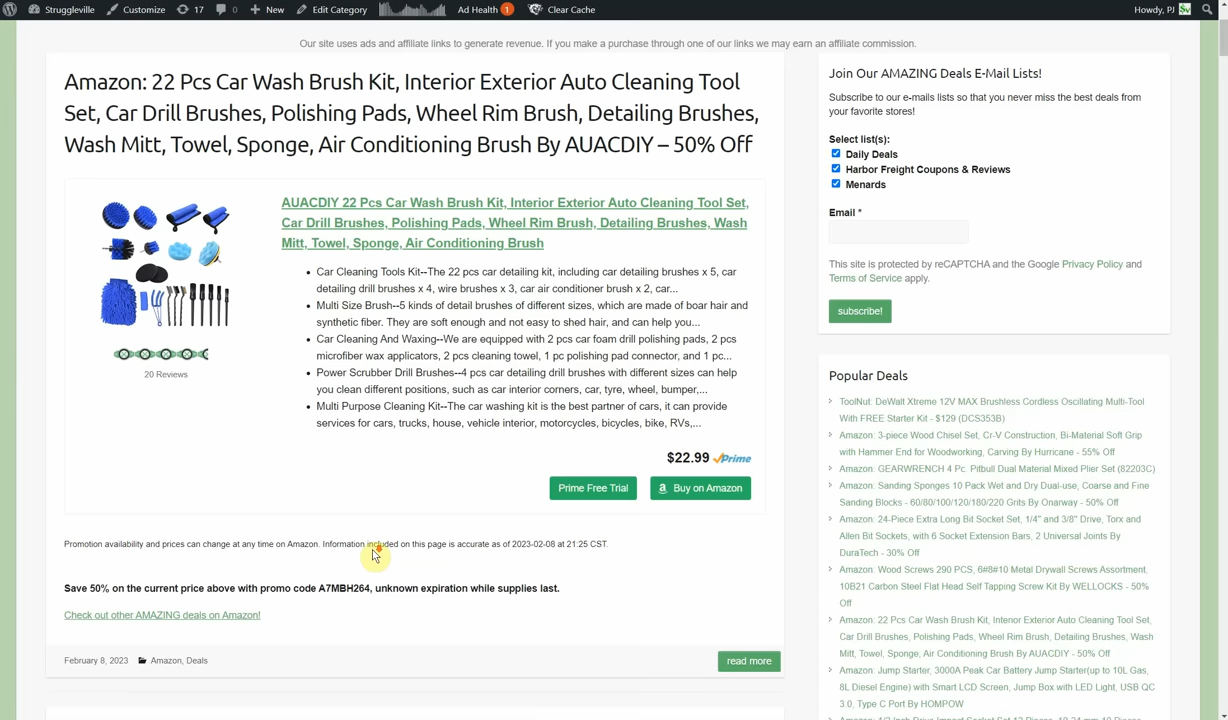 Struggleville Customize 17 0 New Edit Category Ad Health 1 Clear Cache Howdy, PJ
Our site uses ads and affiliate links to generate revenue. If you make a purchase through one of our links we may earn an affiliate commission.
Amazon: 22 Pcs Car Wash Brush Kit, Interior Exterior Auto Cleaning Tool
Set, Car Drill Brushes, Polishing Pads, Wheel Rim Brush, Detailing Brushes,
Wash Mitt, Towel, Sponge, Air Conditioning Brush By AUACDIY – 50% Off
AUACDIY 22 Pcs Car Wash Brush Kit, Interior Exterior Auto Cleaning Tool Set,
Car Drill Brushes, Polishing Pads, Wheel Rim Brush, Detailing Brushes, Wash
Mitt, Towel, Sponge, Air Conditioning Brush
Car Cleaning Tools Kit--The 22 pcs car detailing kit, including car detailing brushes x 5, car
detailing drill brushes x 4, wire brushes x 3, car air conditioner brush x 2, car...
Multi Size Brush--5 kinds of detail brushes of different sizes, which are made of boar hair and
synthetic fiber. They are soft enough and not easy to shed hair, and can help you...
Car Cleaning And Waxing--We are equipped with 2 pcs car foam drill polishing pads, 2 pcs
microfiber wax applicators, 2 pcs cleaning towel, 1 pc polishing pad connector, and 1 pc...
Power Scrubber Drill Brushes--4 pcs car detailing drill brushes with different sizes can help
you clean different positions, such as car interior corners, car, tyre, wheel, bumper,...
Multi Purpose Cleaning Kit--The car washing kit is the best partner of cars, it can provide
services for cars, trucks, house, vehicle interior, motorcycles, bicycles, bike, RVs,...
20 Reviews
$22.99 Prime
Prime Free Trial
Buy on Amazon
Promotion availability and prices can change at any time on Amazon. Information included on this page is accurate as of 2023-02-08 at 21:25 CST.
Save 50% on the current price above with promo code A7MBH264, unknown expiration while supplies last.
Check out other AMAZING deals on Amazon!
February 8, 2023 Amazon, Deals
read more
Join Our AMAZING Deals E-Mail Lists!
Subscribe to our e-mails lists so that you never miss the best deals from
your favorite stores!
Select list(s):
Daily Deals
Harbor Freight Coupons & Reviews
Menards
Email *
This site is protected by reCAPTCHA and the Google Privacy Policy and
Terms of Service apply.
subscribe!
Popular Deals
ToolNut: DeWalt Xtreme 12V MAX Brushless Cordless Oscillating Multi-Tool
With FREE Starter Kit - $129 (DCS353B)
Amazon: 3-piece Wood Chisel Set, Cr-V Construction, Bi-Material Soft Grip
with Hammer End for Woodworking, Carving By Hurricane - 55% Off
Amazon: GEARWRENCH 4 Pc. Pitbull Dual Material Mixed Plier Set (82203C)
Amazon: Sanding Sponges 10 Pack Wet and Dry Dual-use, Coarse and Fine
Sanding Blocks - 60/80/100/120/180/220 Grits By Onarway - 50% Off
Amazon: 24-Piece Extra Long Bit Socket Set, 1/4" and 3/8" Drive, Torx and
Allen Bit Sockets, with 6 Socket Extension Bars, 2 Universal Joints By
DuraTech - 30% Off
Amazon: Wood Screws 290 PCS, 6#8#10 Metal Drywall Screws Assortment,
10B21 Carbon Steel Flat Head Self Tapping Screw Kit By WELLOCKS - 50%
Off
Amazon: 22 Pcs Car Wash Brush Kit, Interior Exterior Auto Cleaning Tool Set,
Car Drill Brushes, Polishing Pads, Wheel Rim Brush, Detailing Brushes, Wash
Mitt, Towel, Sponge, Air Conditioning Brush By AUACDIY - 50% Off
Amazon: Jump Starter, 3000A Peak Car Battery Jump Starter(up to 10L Gas,
8L Diesel Engine) with Smart LCD Screen, Jump Box with LED Light, USB QC
3.0, Type C Port By HOMPOW